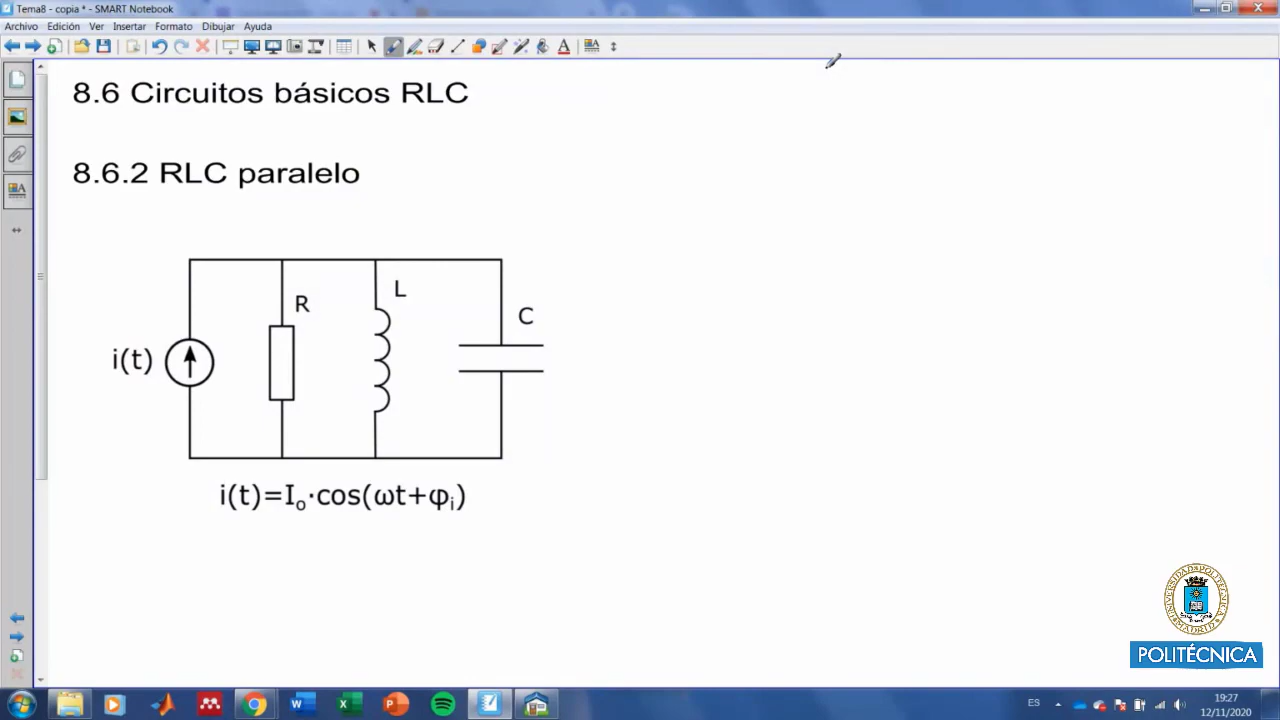 Tema8 - copia * - SMART Notebook
Archivo Edición Ver Insertar Formato Dibujar Ayuda
8.6 Circuitos básicos RLC
8.6.2 RLC paralelo
L
R
C
i(t)
i(t)=Io·cos(ωt+φi)
POLITÉCNICA
ES
19:27
12/11/2020